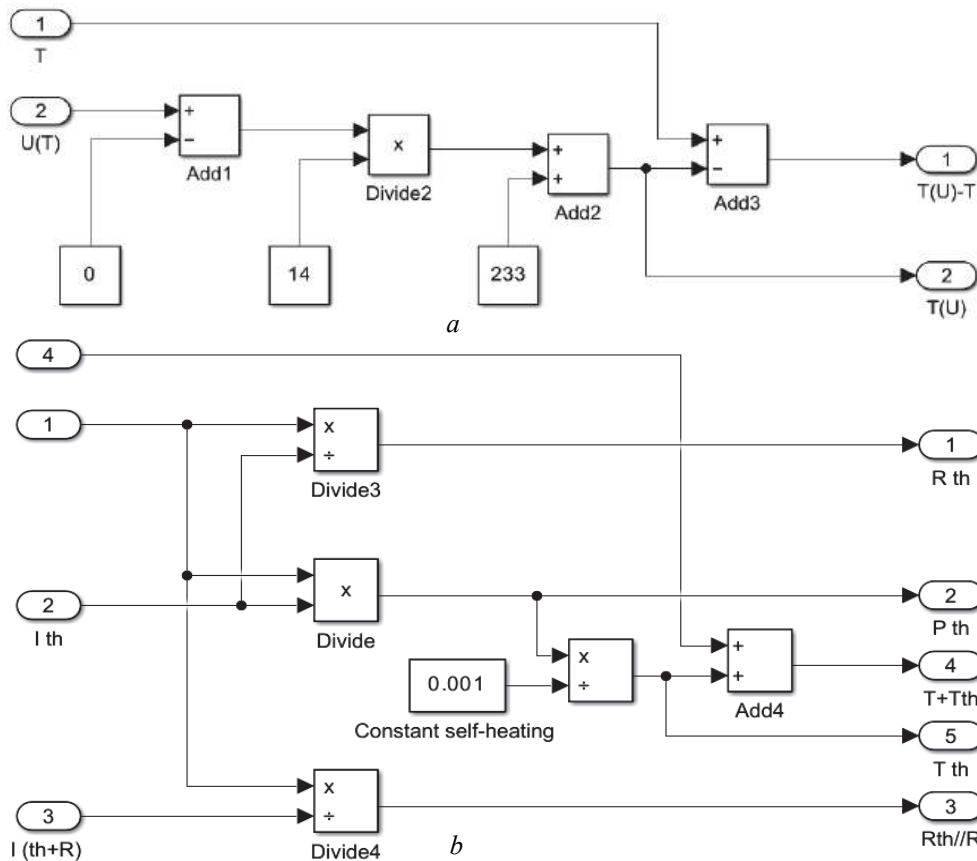 1
T
2
U(T)
+
−
Add1
x
Divide2
+
+
Add2
+
−
Add3
1
T(U)-T
0
14
233
2
T(U)
a
4
1
x
÷
Divide3
1
R th
2
I th
x
Divide
2
P th
0.001
Constant self-heating
x
÷
+
+
Add4
4
T+Tth
5
T th
3
I (th+R)
x
÷
Divide4
3
Rth//R
b